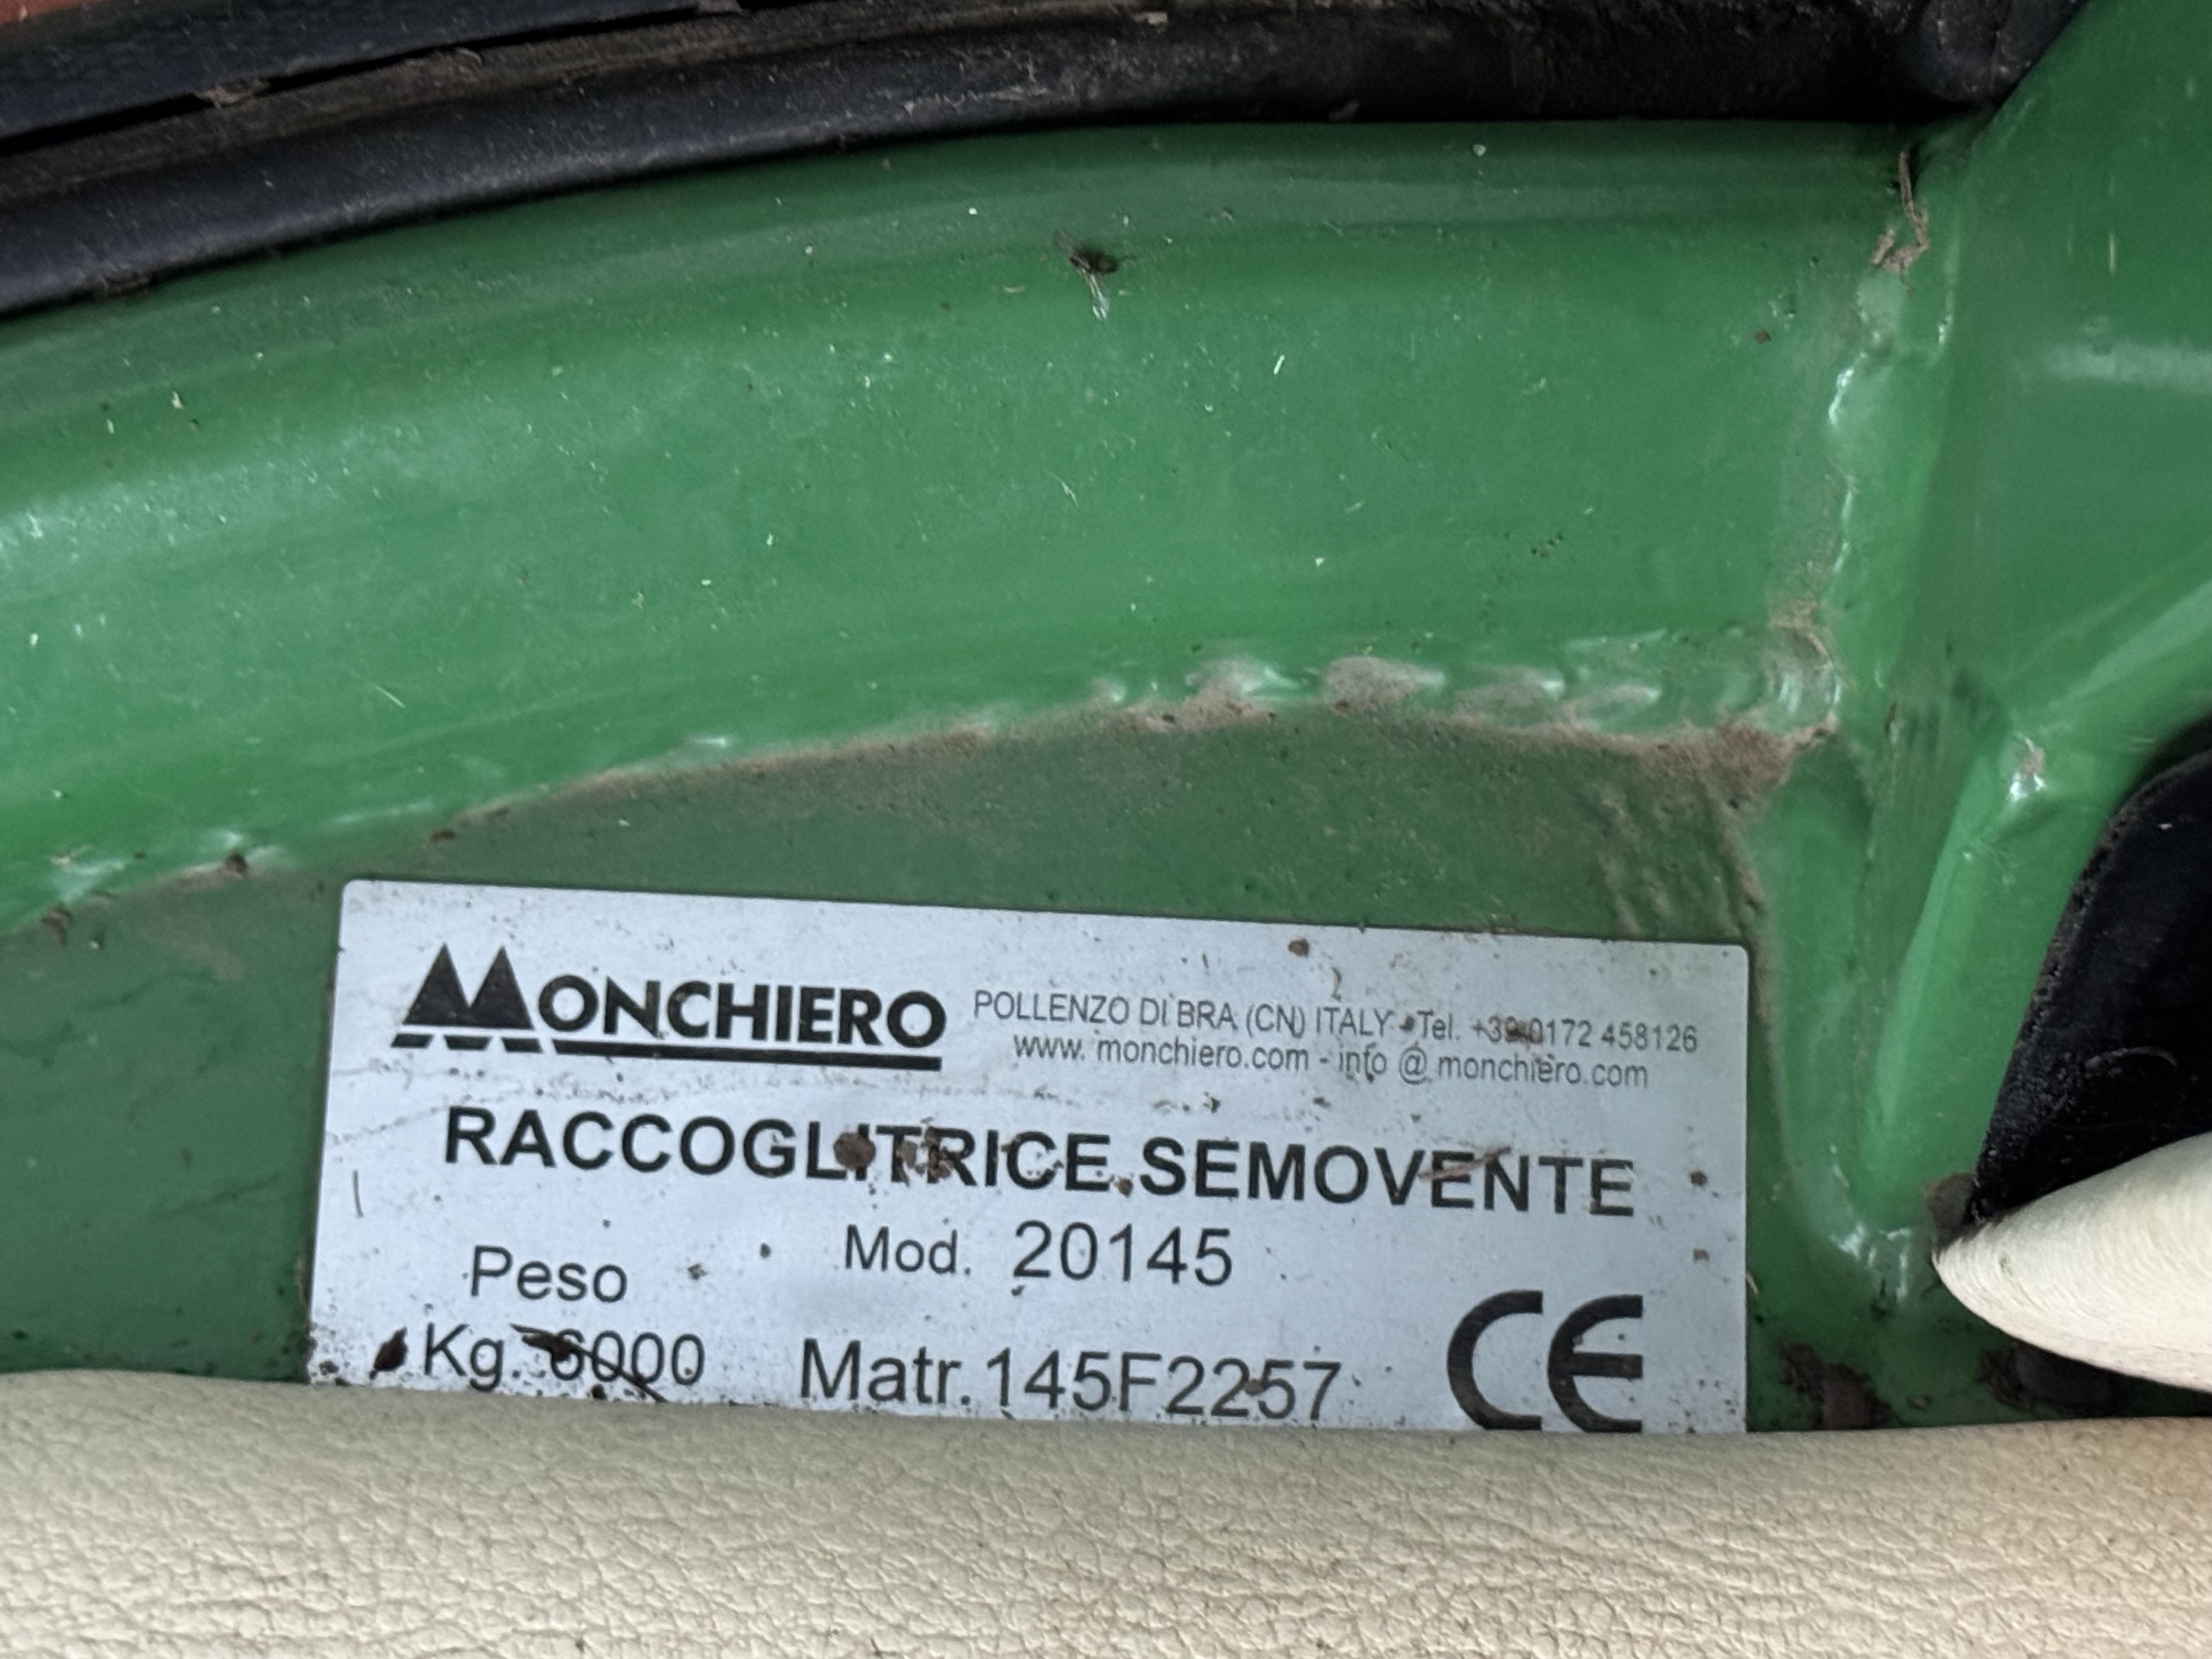 MONCHIERO
POLLENZO DI BRA (CN) ITALY - Tel. +39 0172 458126
www. monchiero.com - info @ monchiero.com
RACCOGLITRICE SEMOVENTE
Mod. 20145
Peso
Kg. 6000
Matr. 145F2257
CE